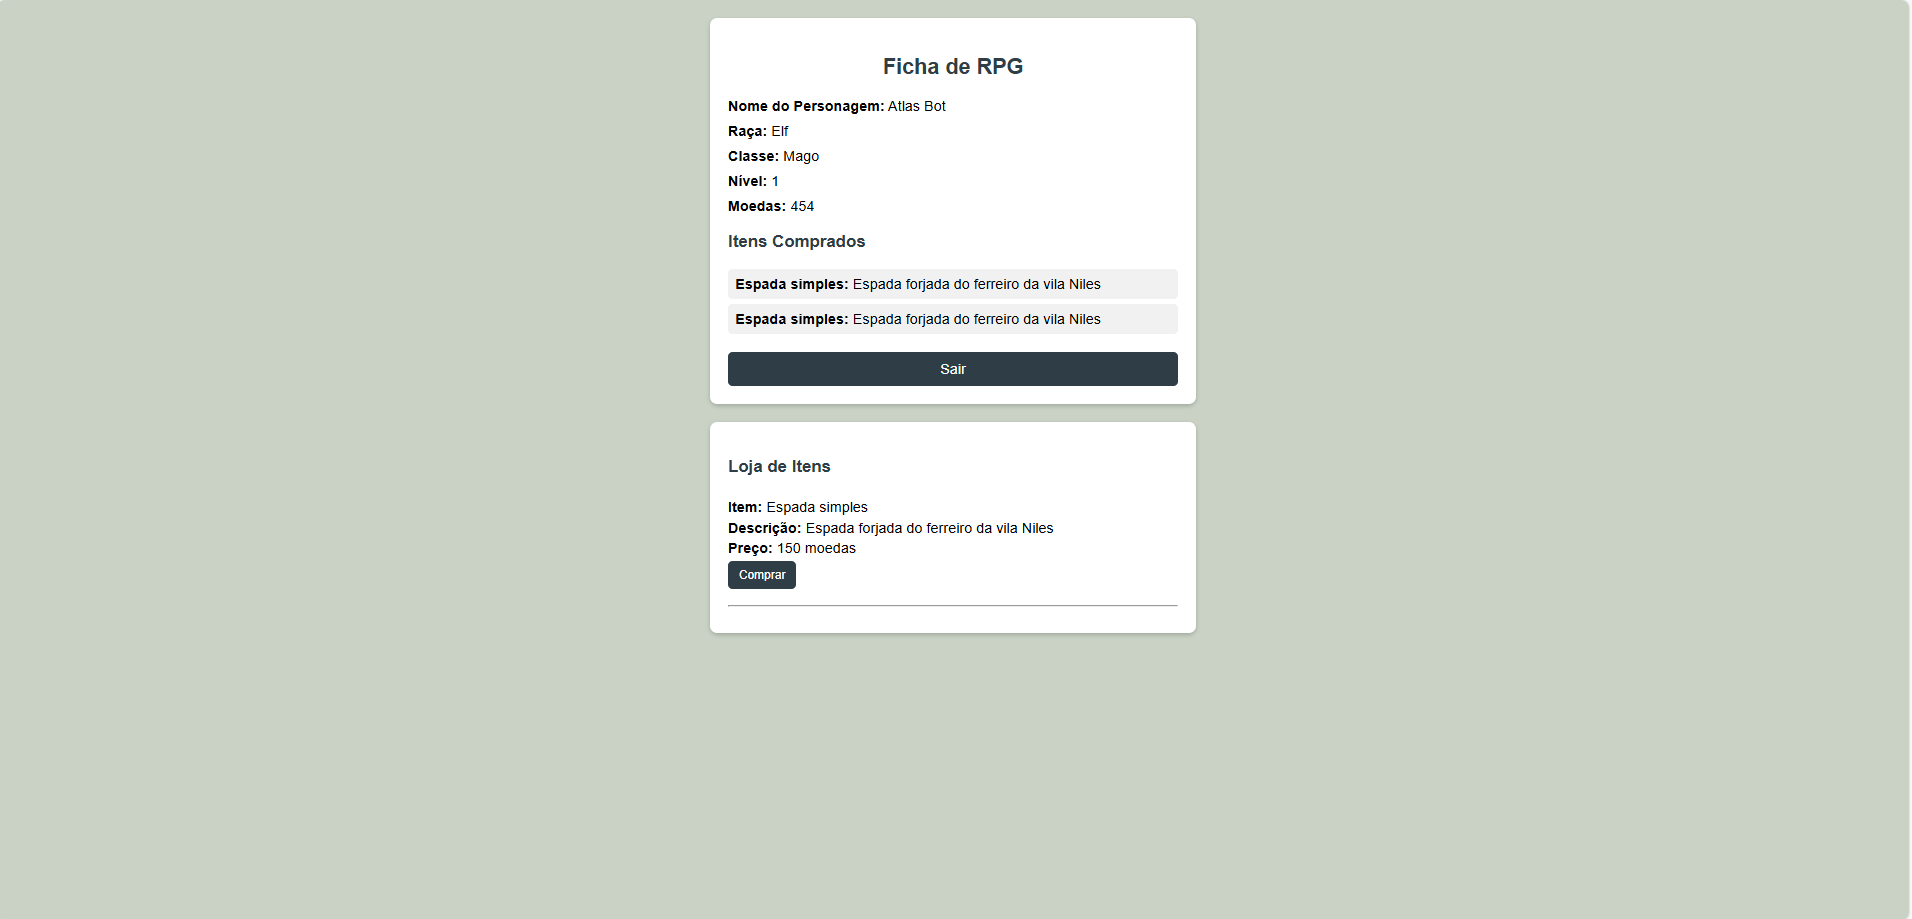 Ficha de RPG
Nome do Personagem: Atlas Bot
Raça: Elf
Classe: Mago
Nível: 1
Moedas: 454
Itens Comprados
Espada simples: Espada forjada do ferreiro da vila Niles
Espada simples: Espada forjada do ferreiro da vila Niles
Sair
Loja de Itens
Item: Espada simples
Descrição: Espada forjada do ferreiro da vila Niles
Preço: 150 moedas
Comprar